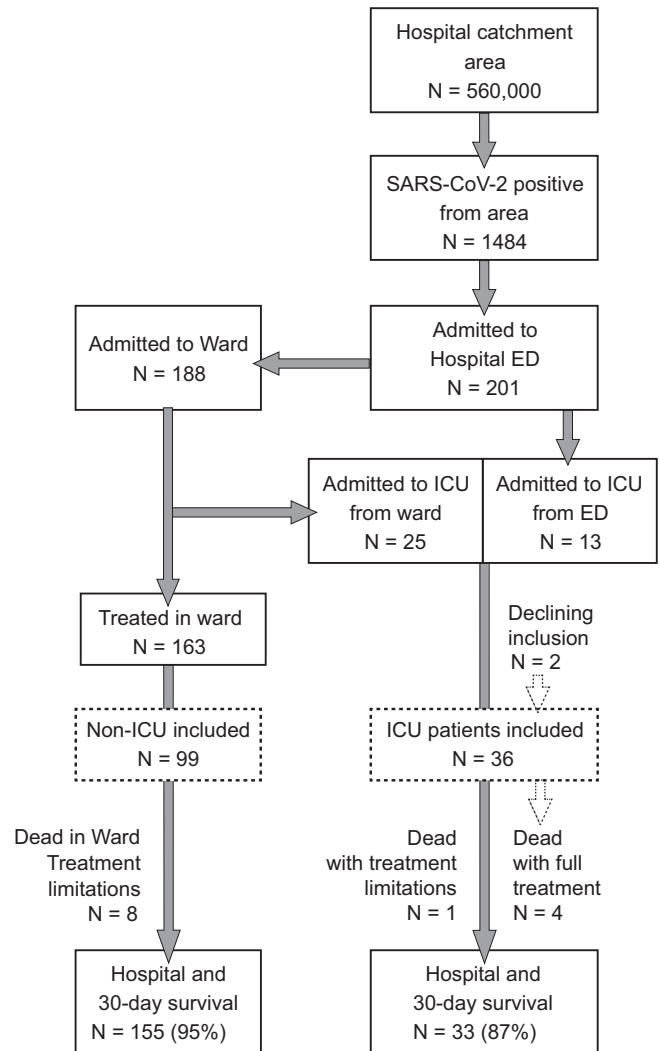 Hospital catchment
area
N = 560,000
SARS-CoV-2 positive
from area
N = 1484
Admitted to Ward
N = 188
Admitted to
Hospital ED
N = 201
Admitted to ICU
from ward
N = 25
Admitted to ICU
from ED
N = 13
Treated in ward
N = 163
Declining
inclusion
N = 2
Non-ICU included
N = 99
ICU patients included
N = 36
Dead in Ward
Treatment
limitations
N = 8
Dead
with treatment
limitations
N = 1
Dead
with full
treatment
N = 4
Hospital and
30-day survival
N = 155 (95%)
Hospital and
30-day survival
N = 33 (87%)